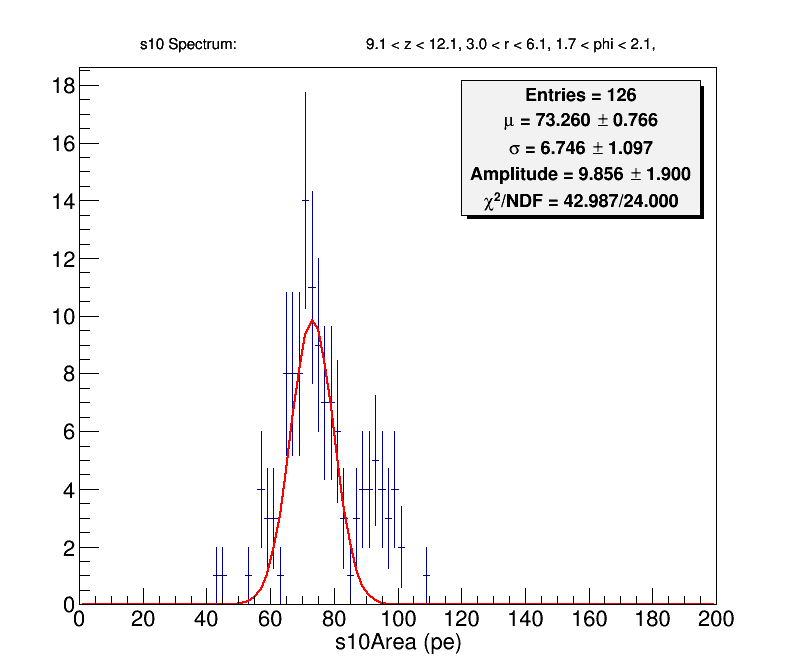 s10 Spectrum: 9.1 < z < 12.1, 3.0 < r < 6.1, 1.7 < phi < 2.1,
Entries = 126
μ = 73.260 ± 0.766
σ = 6.746 ± 1.097
Amplitude = 9.856 ± 1.900
χ²/NDF = 42.987/24.000
18
16
14
12
10
8
6
4
2
0
0 20 40 60 80 100 120 140 160 180 200
s10Area (pe)